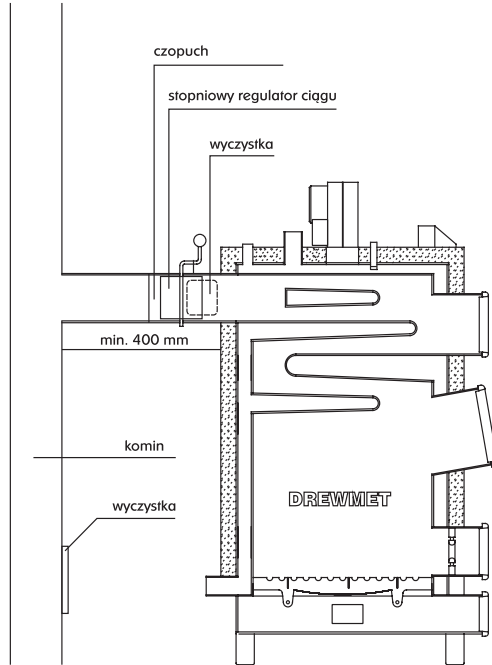 czopuch
stopniowy regulator ciągu
wyczystka
min. 400 mm
komin
wyczystka
DREWMET